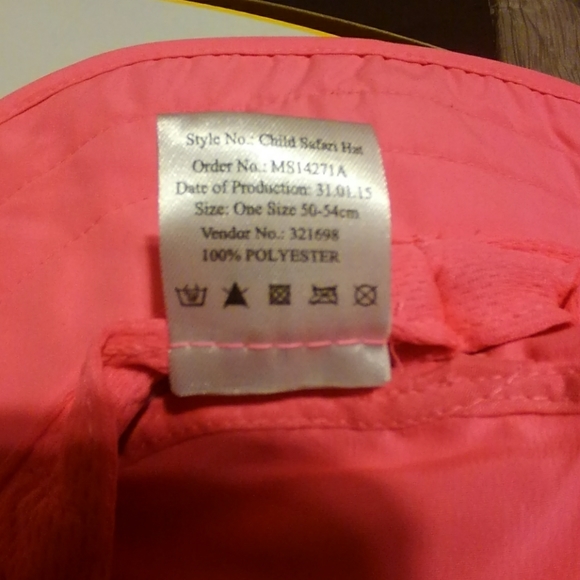 Style No.: Child Safari Hat
Order No.: MS14271A
Date of Production: 31.01.15
Size: One Size 50-54cm
Vendor No.: 321698
100% POLYESTER